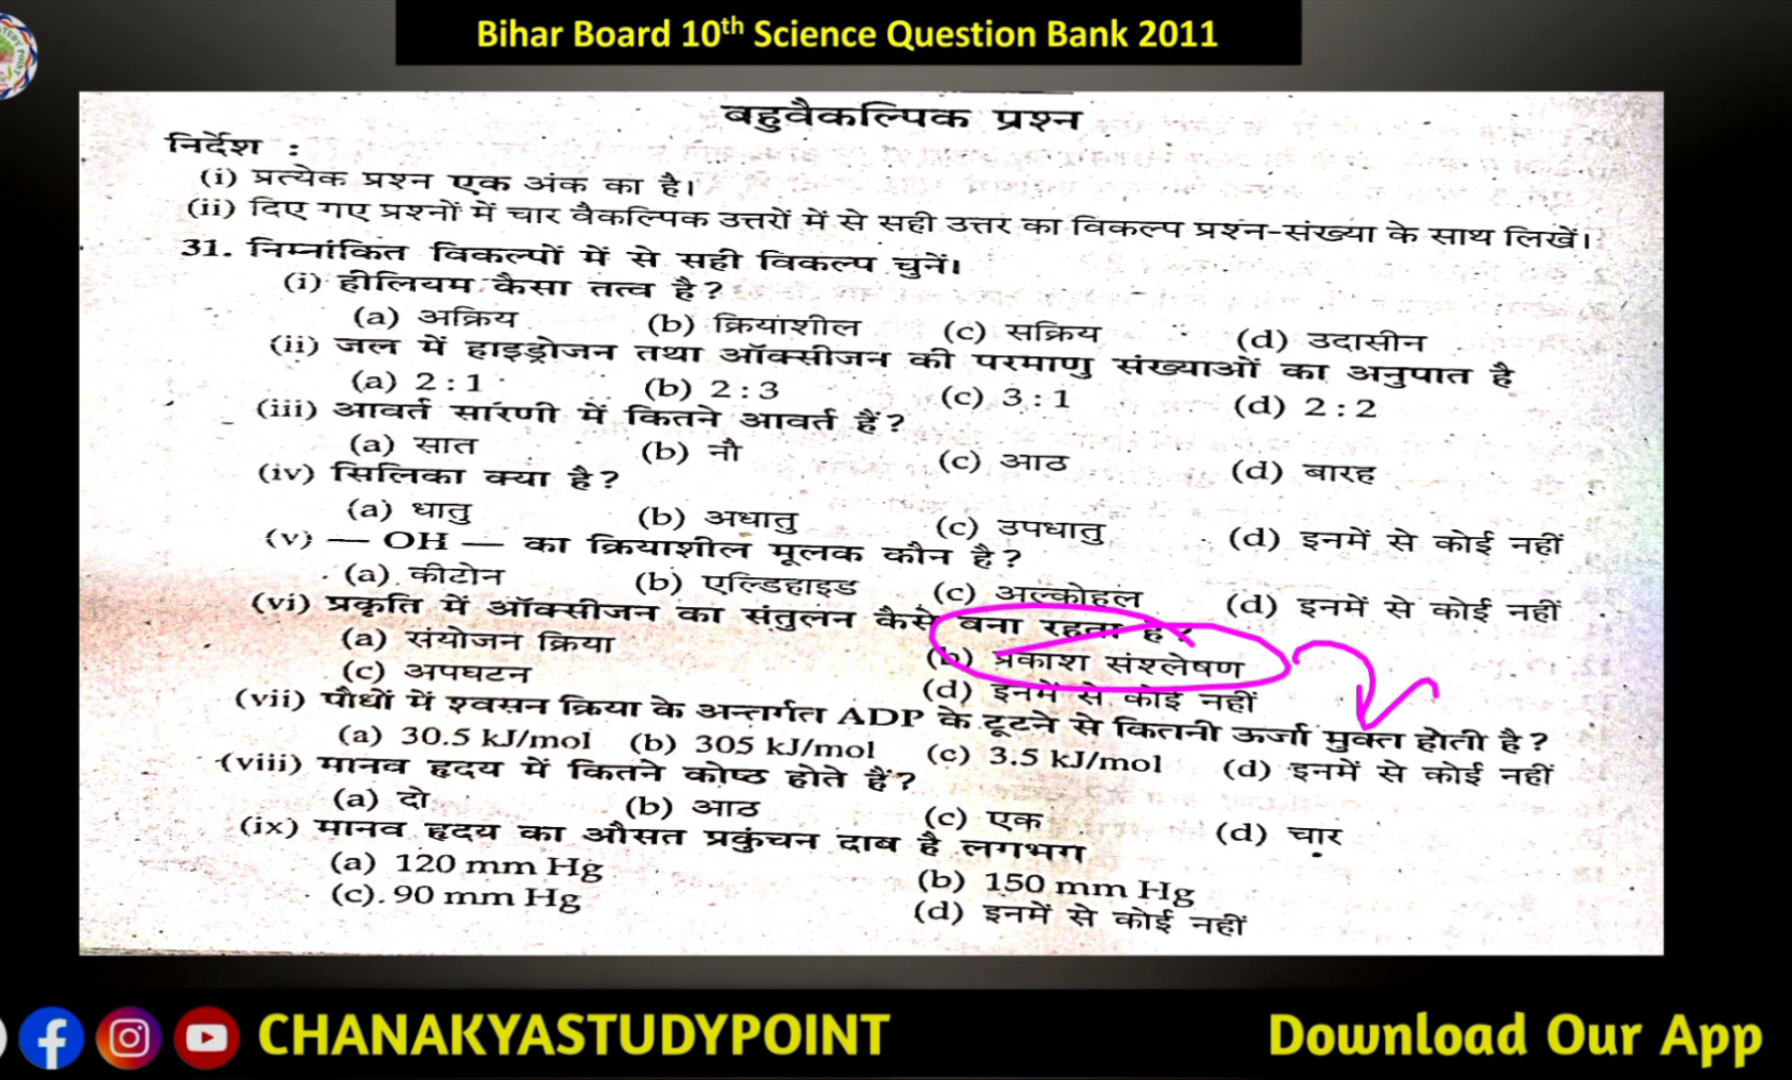 Bihar Board 10th Science Question Bank 2011
बहुवैकल्पिक प्रश्न
निर्देश :
(i) प्रत्येक प्रश्न एक अंक का है।
(ii) दिए गए प्रश्नों में चार वैकल्पिक उत्तरों में से सही उत्तर का विकल्प प्रश्न-संख्या के साथ लिखें।
31. निम्नांकित विकल्पों में से सही विकल्प चुनें।
(i) हीलियम कैसा तत्व है?
(a) अक्रिय (b) क्रियाशील (c) सक्रिय (d) उदासीन
(ii) जल में हाइड्रोजन तथा ऑक्सीजन की परमाणु संख्याओं का अनुपात है
(a) 2 : 1 (b) 2 : 3 (c) 3 : 1 (d) 2 : 2
(iii) आवर्त सारणी में कितने आवर्त हैं?
(a) सात (b) नौ (c) आठ (d) बारह
(iv) सिलिका क्या है?
(a) धातु (b) अधातु (c) उपधातु (d) इनमें से कोई नहीं
(v) — OH — का क्रियाशील मूलक कौन है?
(a) कीटोन (b) एल्डिहाइड (c) अल्कोहल (d) इनमें से कोई नहीं
(vi) प्रकृति में ऑक्सीजन का संतुलन कैसे बना रहता है?
(a) संयोजन क्रिया (b) प्रकाश संश्लेषण
(c) अपघटन (d) इनमें से कोई नहीं
(vii) पौधों में श्वसन क्रिया के अन्तर्गत ADP के टूटने से कितनी ऊर्जा मुक्त होती है?
(a) 30.5 kJ/mol (b) 305 kJ/mol (c) 3.5 kJ/mol (d) इनमें से कोई नहीं
(viii) मानव हृदय में कितने कोष्ठ होते हैं?
(a) दो (b) आठ (c) एक (d) चार
(ix) मानव हृदय का औसत प्रकुंचन दाब है लगभग
(a) 120 mm Hg (b) 150 mm Hg
(c) 90 mm Hg (d) इनमें से कोई नहीं
CHANAKYASTUDYPOINT Download Our App